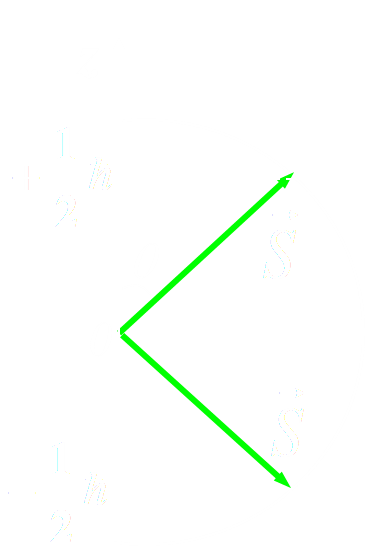 + 1/2 ħ
S⃗
S⃗
- 1/2 ħ